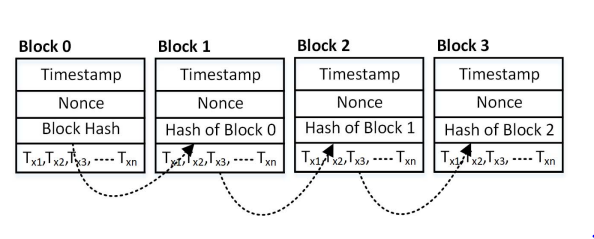 Block 0
Timestamp
Nonce
Block Hash
Tx1,Tx2,Tx3, ---- Txn
Block 1
Timestamp
Nonce
Hash of Block 0
Tx1,Tx2,Tx3, ---- Txn
Block 2
Timestamp
Nonce
Hash of Block 1
Tx1,Tx2,Tx3, ---- Txn
Block 3
Timestamp
Nonce
Hash of Block 2
Tx1,Tx2,Tx3, ---- Txn